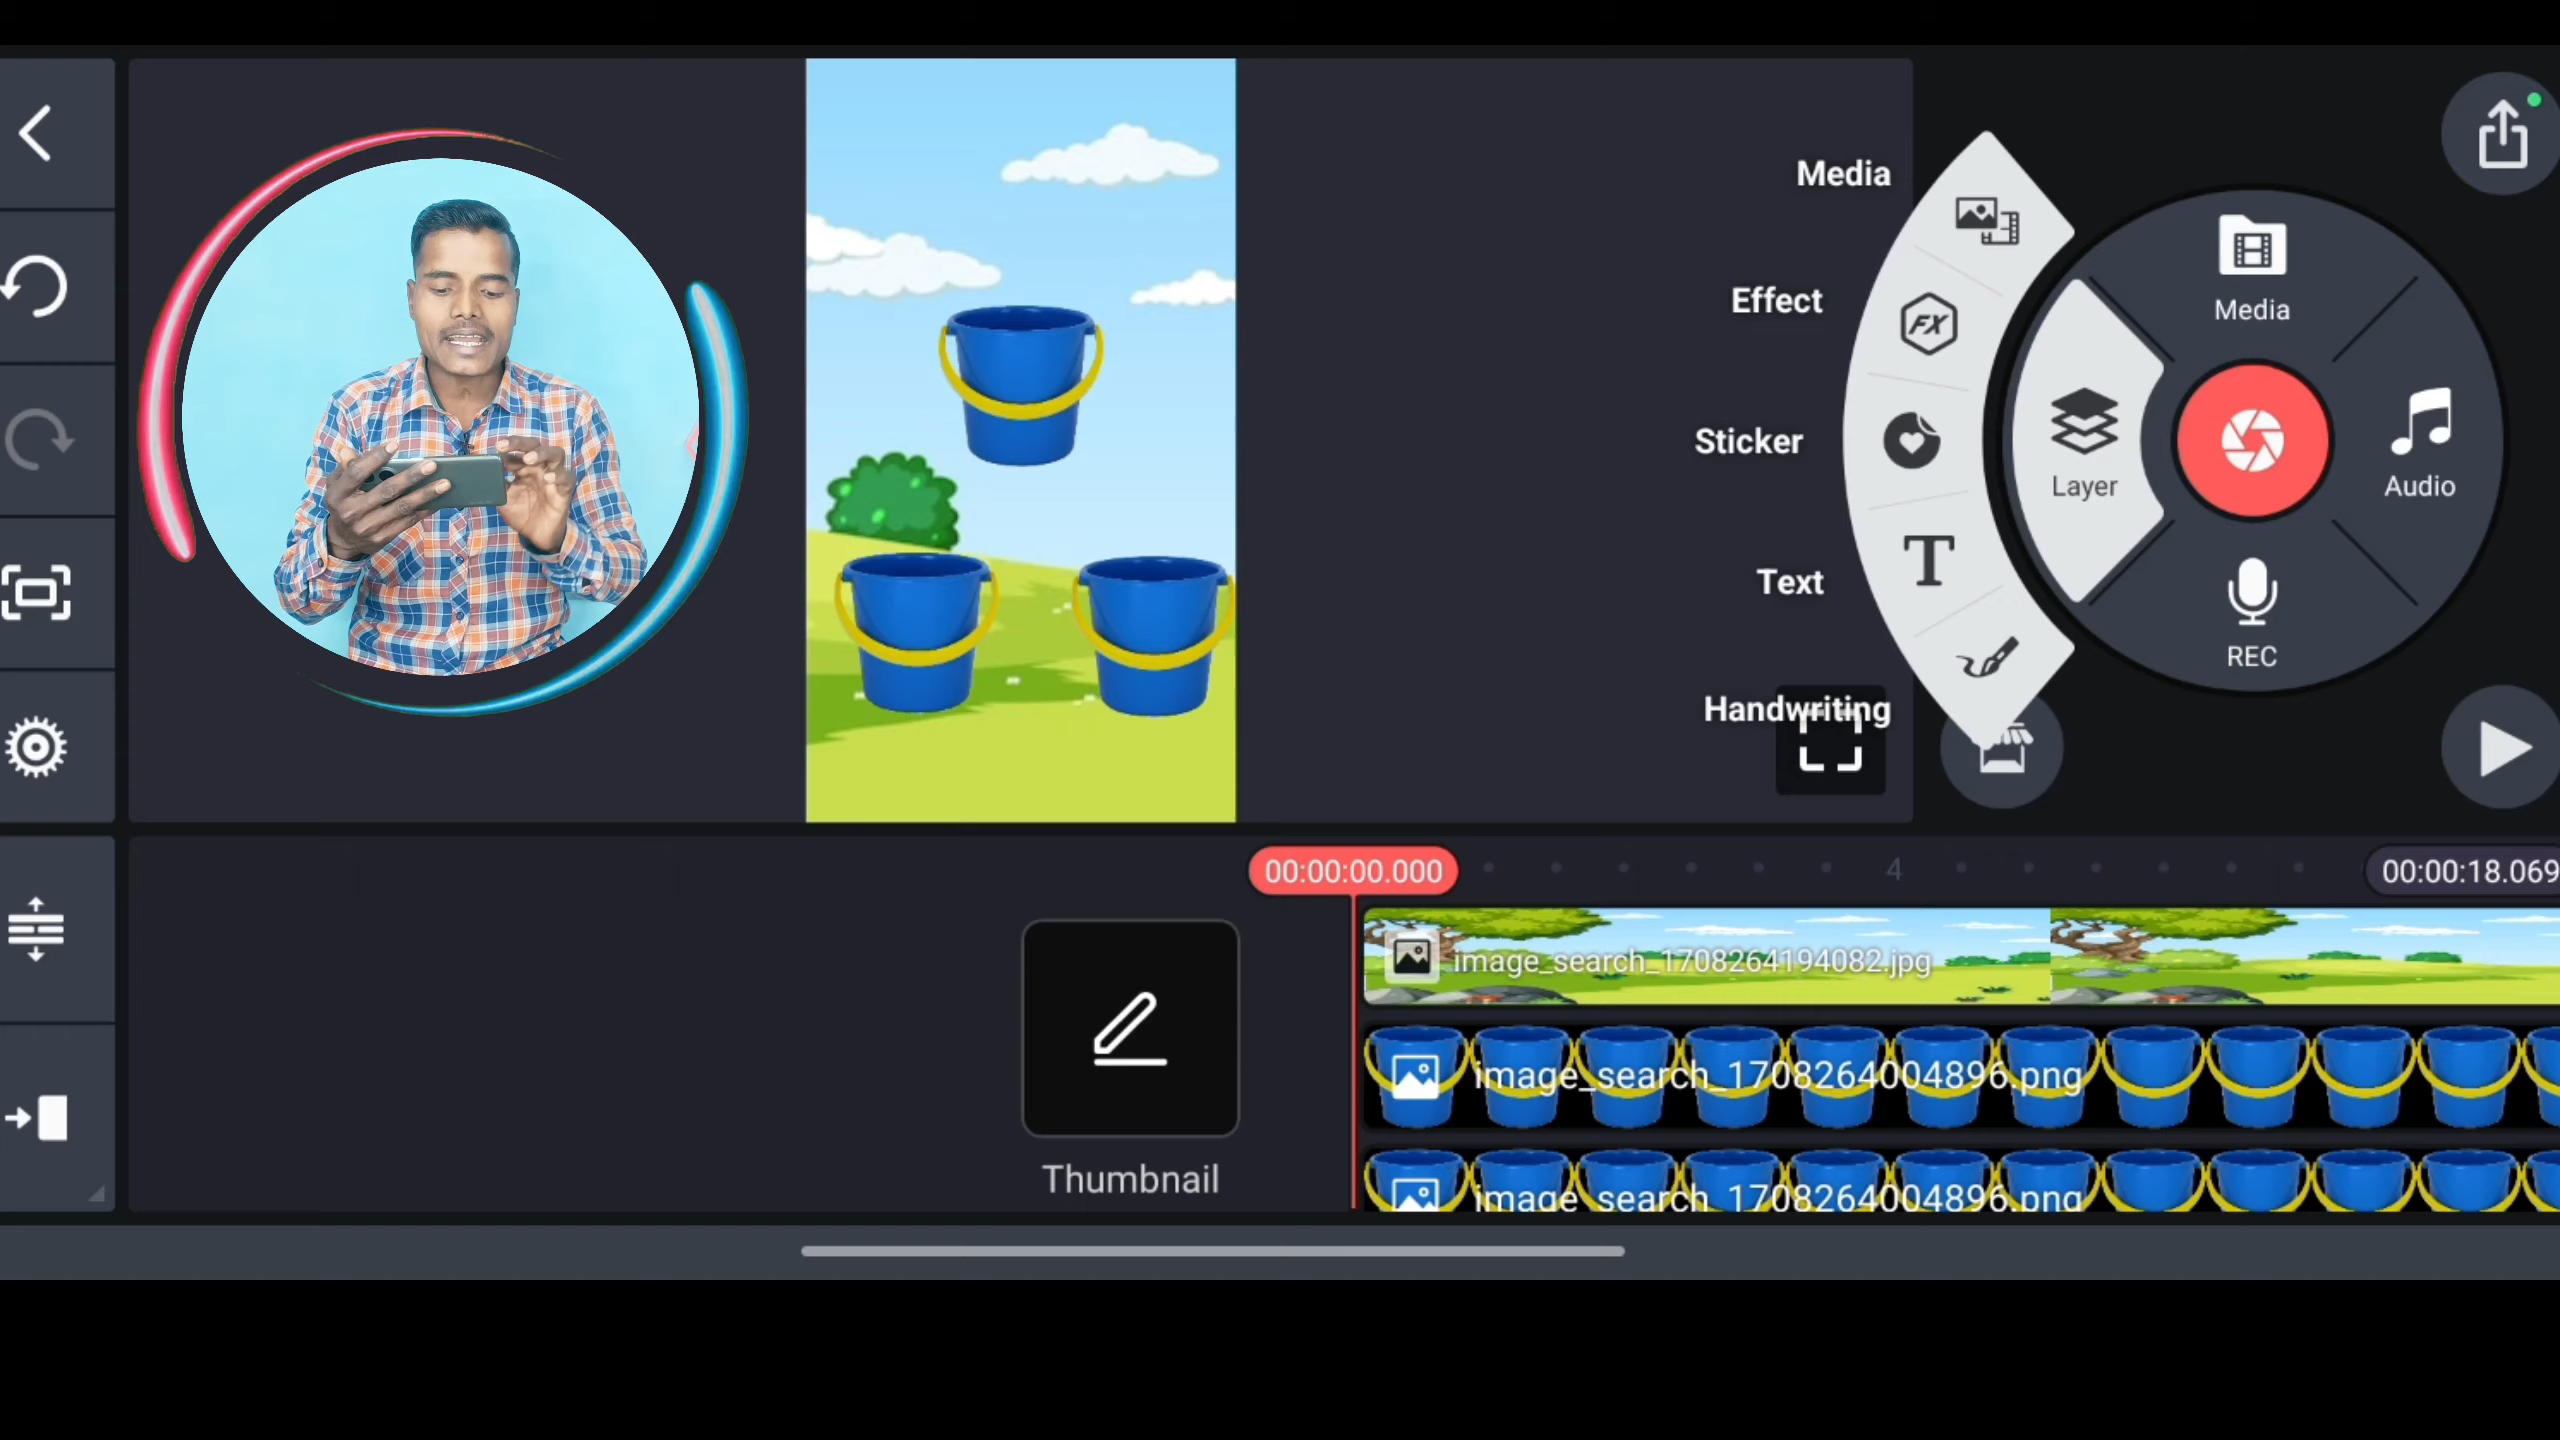 Media
Effect
Sticker
Text
Handwriting
FX
Media
Layer
Audio
REC
00:00:00.000
4
00:00:18.069
Thumbnail
image_search_1708264194082.jpg
image_search_1708264004896.png
image_search_1708264004896.png